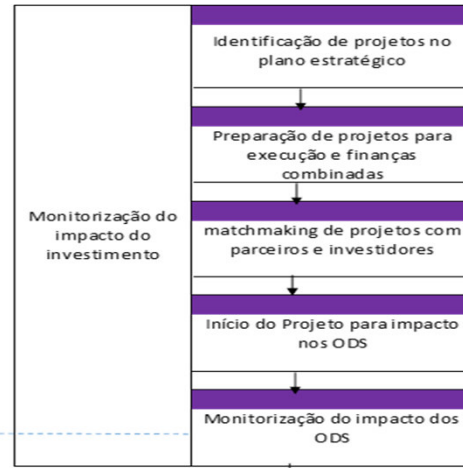 Monitorização do
impacto do
investimento
Identificação de projetos no
plano estratégico
Preparação de projetos para
execução e finanças
combinadas
matchmaking de projetos com
parceiros e investidores
Início do Projeto para impacto
nos ODS
Monitorização do impacto dos
ODS